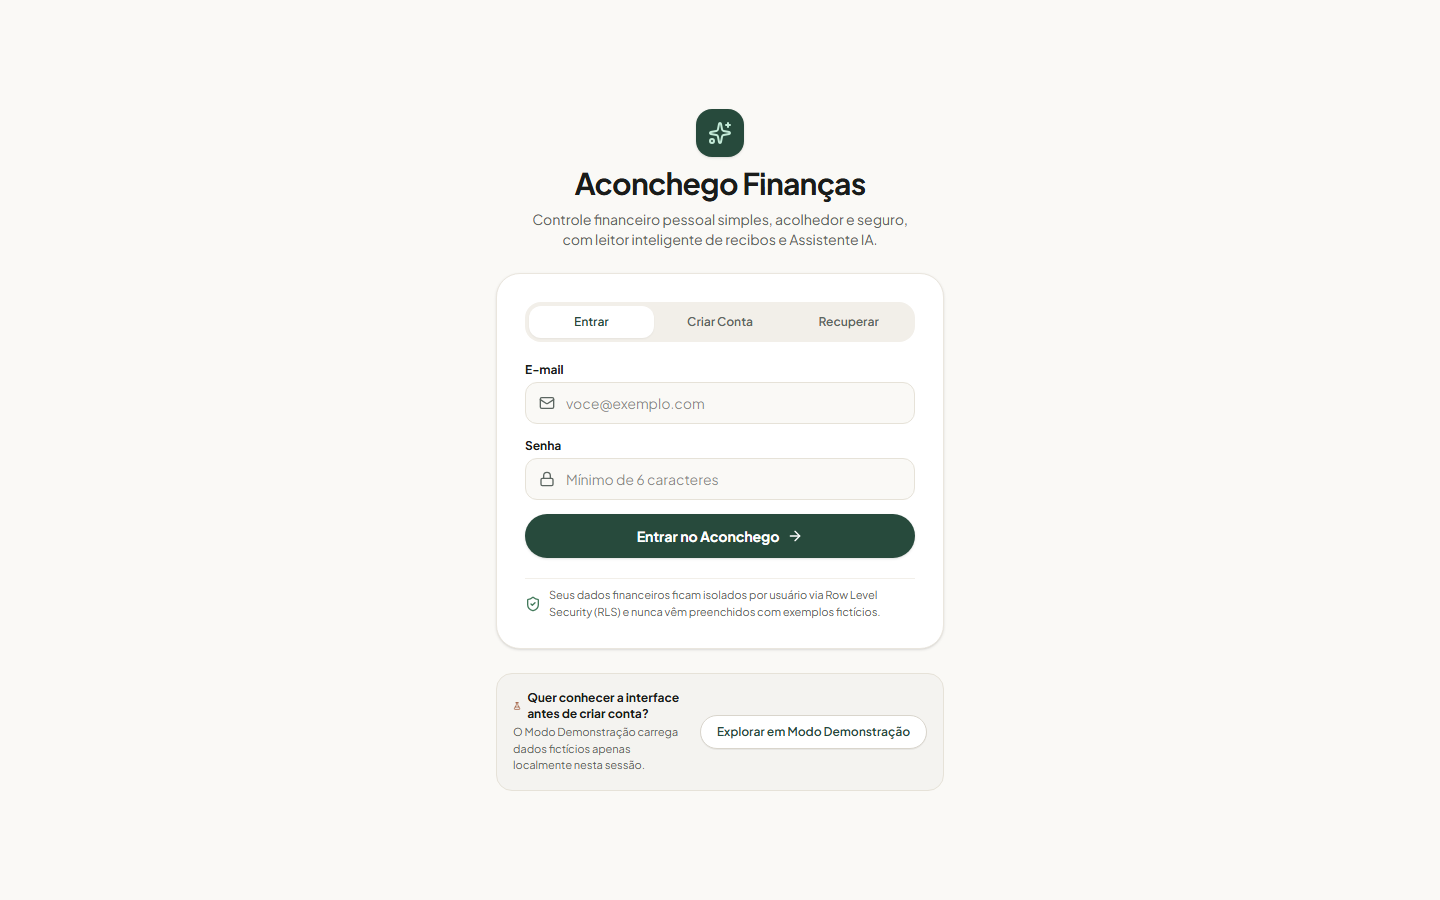 Aconchego Finanças
Controle financeiro pessoal simples, acolhedor e seguro,
com leitor inteligente de recibos e Assistente IA.
Entrar
Criar Conta
Recuperar
E-mail
voce@exemplo.com
Senha
Mínimo de 6 caracteres
Entrar no Aconchego
Seus dados financeiros ficam isolados por usuário via Row Level
Security (RLS) e nunca vêm preenchidos com exemplos fictícios.
Quer conhecer a interface
antes de criar conta?
O Modo Demonstração carrega
dados fictícios apenas
localmente nesta sessão.
Explorar em Modo Demonstração